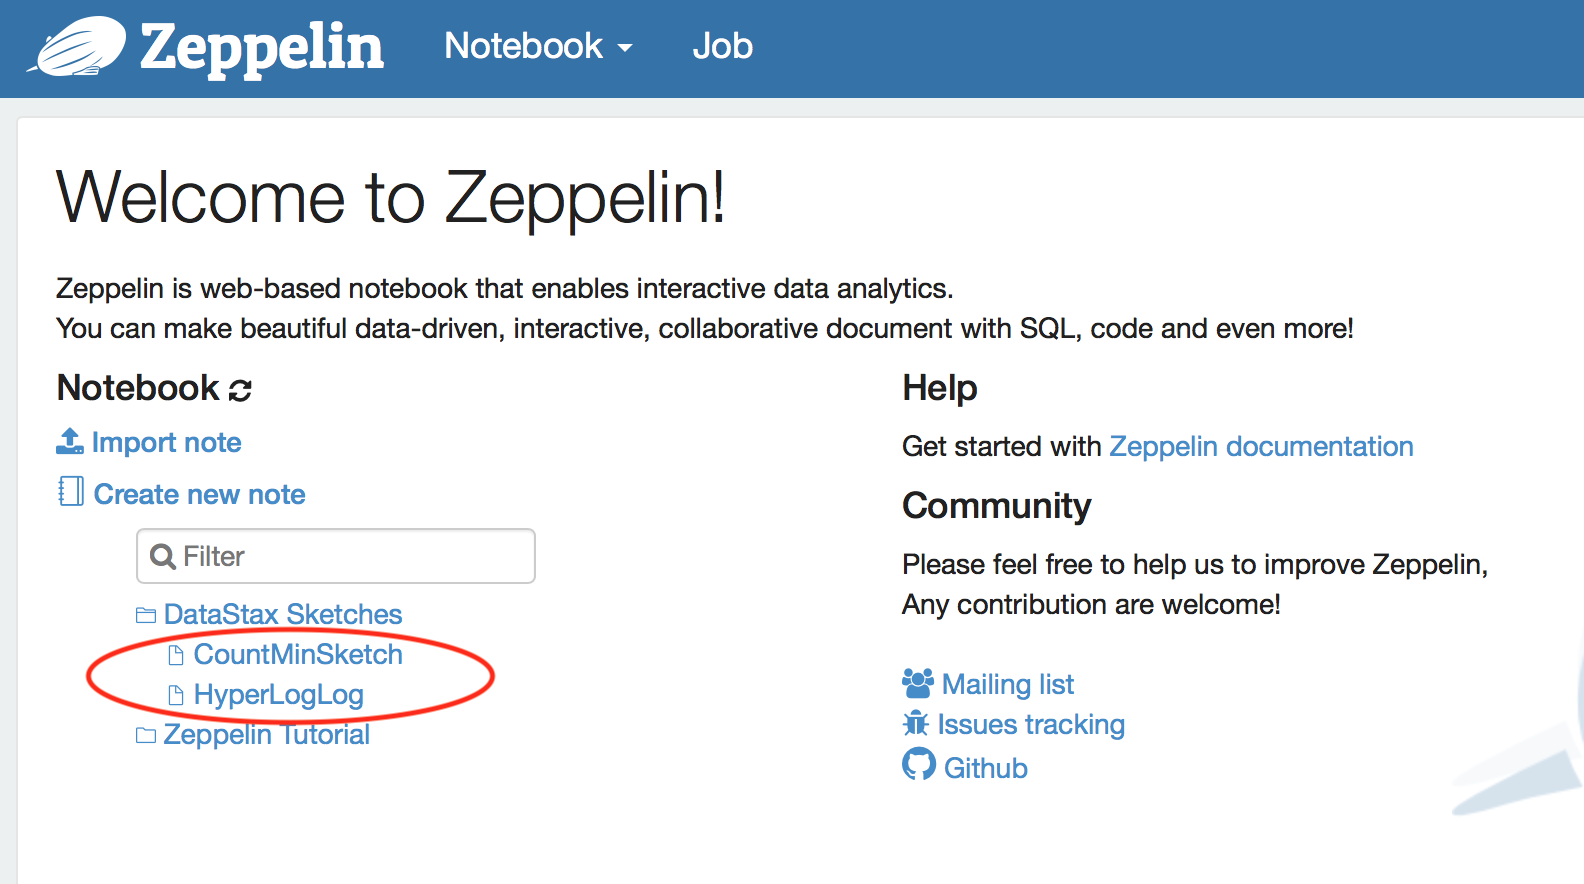 Zeppelin Notebook Job
Welcome to Zeppelin!
Zeppelin is web-based notebook that enables interactive data analytics.
You can make beautiful data-driven, interactive, collaborative document with SQL, code and even more!
Notebook
Import note
Create new note
Filter
DataStax Sketches
CountMinSketch
HyperLogLog
Zeppelin Tutorial
Help
Get started with Zeppelin documentation
Community
Please feel free to help us to improve Zeppelin,
Any contribution are welcome!
Mailing list
Issues tracking
Github